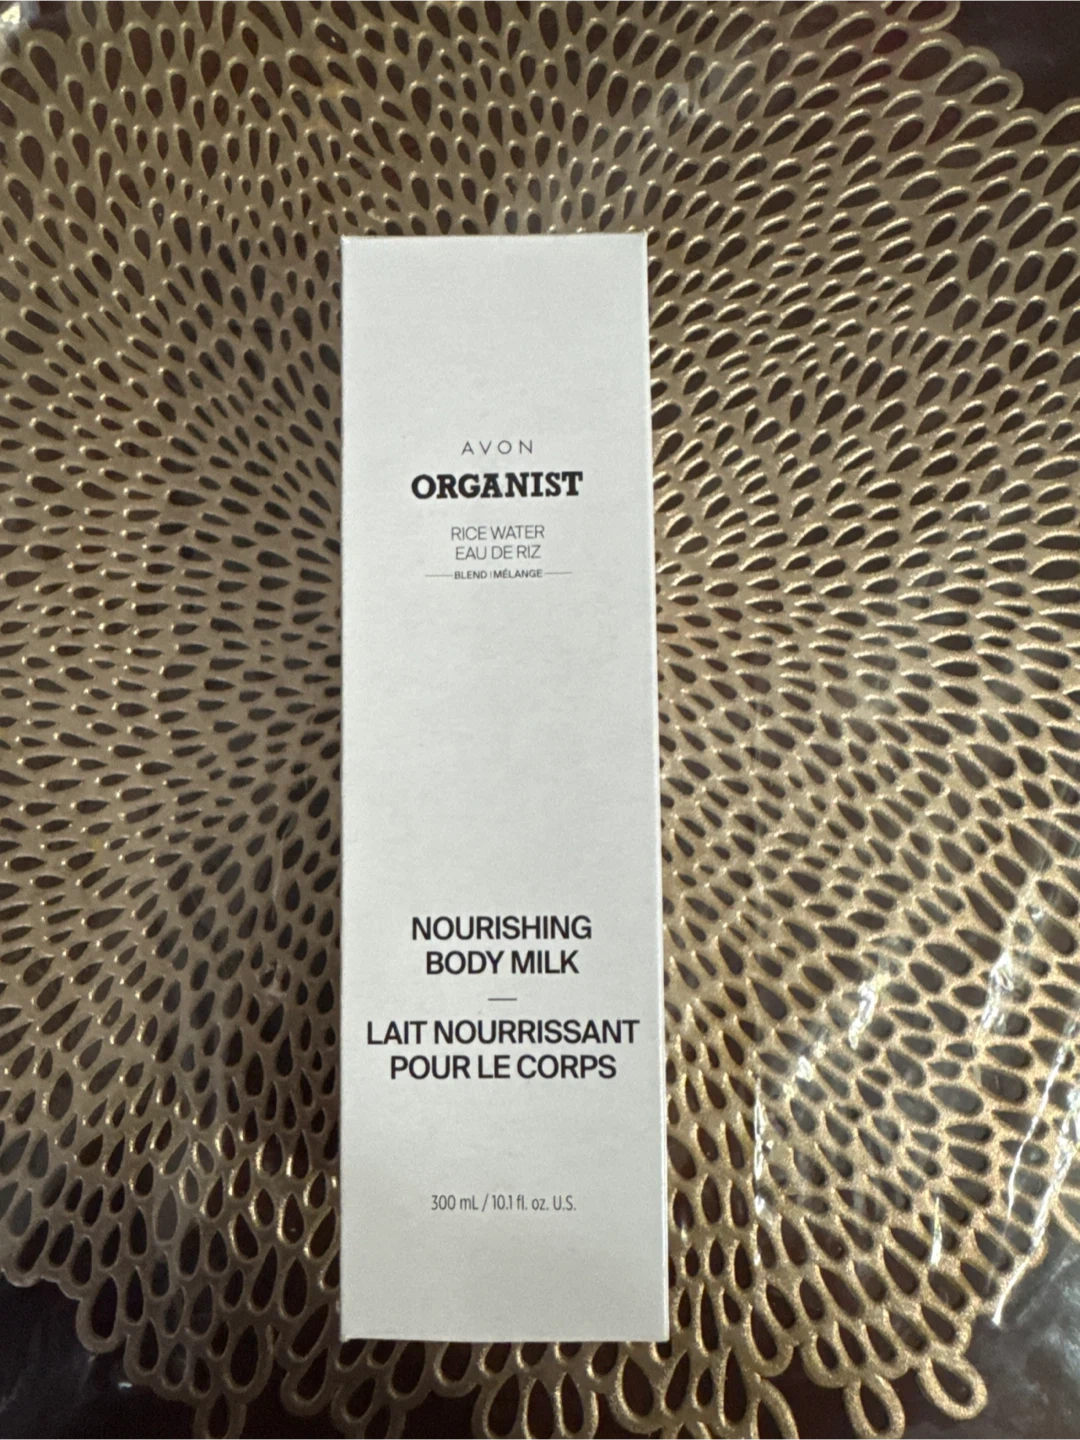 AVON
ORGANIST
RICE WATER
EAU DE RIZ
BLEND | MÉLANGE
NOURISHING
BODY MILK
LAIT NOURRISSANT
POUR LE CORPS
300 mL / 10.1 fl. oz. U.S.